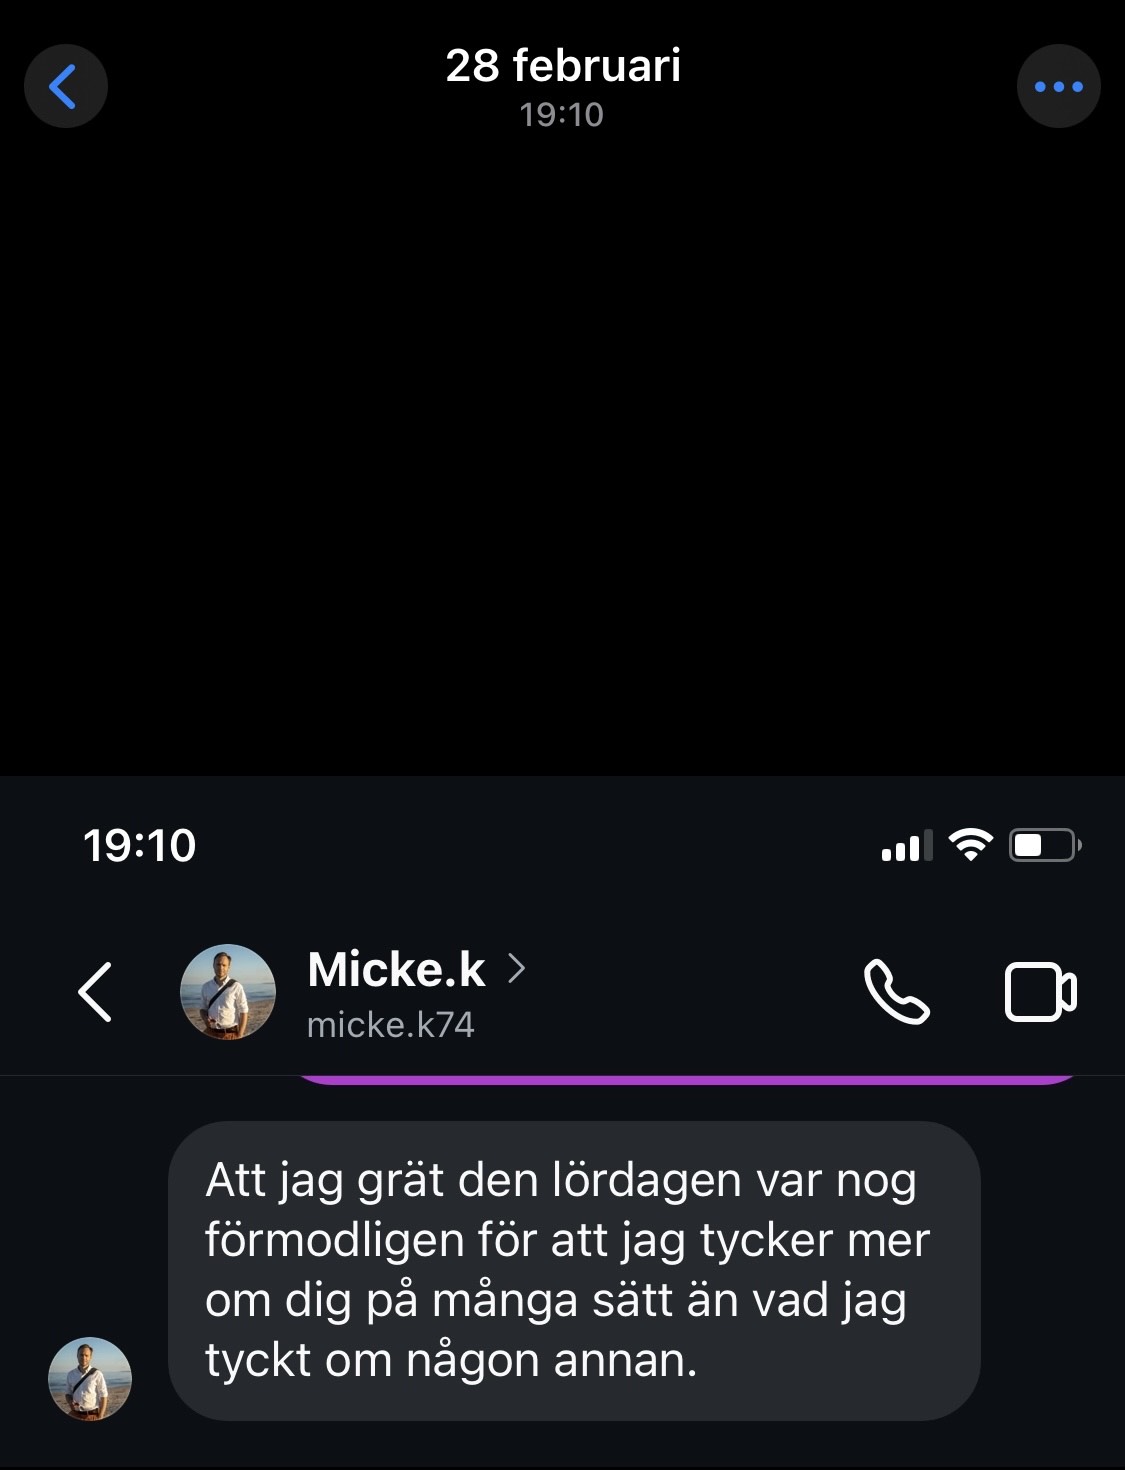 28 februari
19:10
19:10
Micke.k
micke.k74
Att jag grät den lördagen var nog
förmodligen för att jag tycker mer
om dig på många sätt än vad jag
tyckt om någon annan.